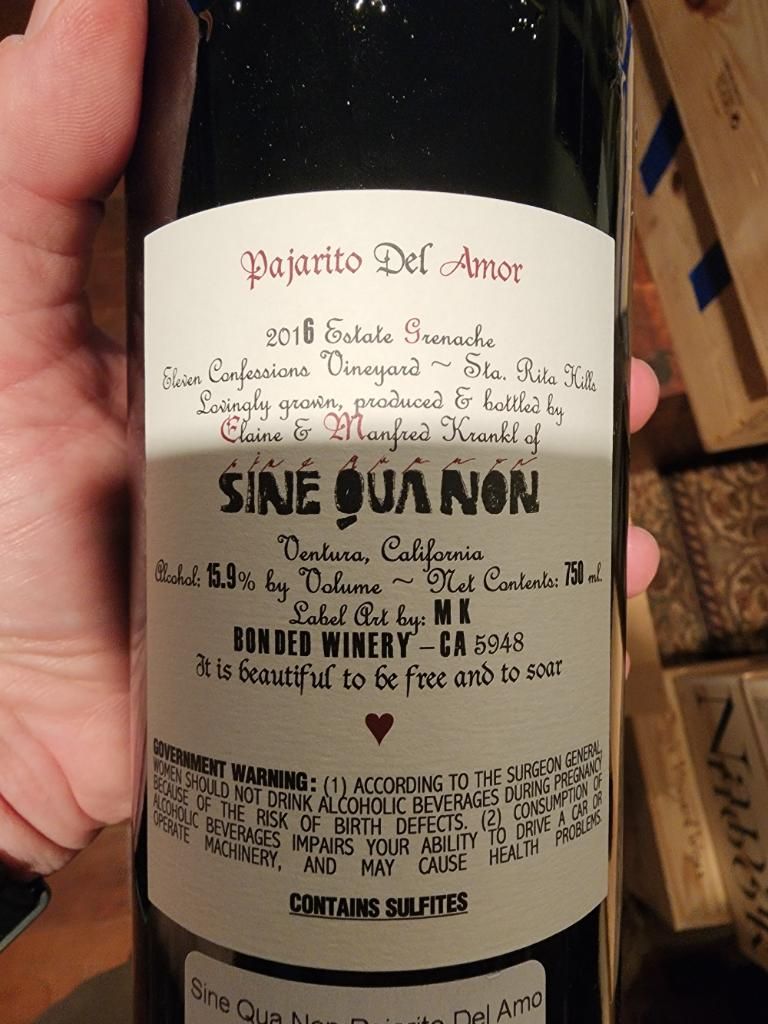 Pajarito Del Amor
2016 Estate Grenache
Eleven Confessions Vineyard ~ Sta. Rita Hills
Lovingly grown, produced & bottled by
Elaine & Manfred Krankl of
sine qua non
SINE QUA NON
Ventura, California
Alcohol: 15.9% by Volume ~ Net Contents: 750 ml.
Label Art by: M K
BONDED WINERY – CA 5948
It is beautiful to be free and to soar
GOVERNMENT WARNING: (1) ACCORDING TO THE SURGEON GENERAL,
WOMEN SHOULD NOT DRINK ALCOHOLIC BEVERAGES DURING PREGNANCY
BECAUSE OF THE RISK OF BIRTH DEFECTS. (2) CONSUMPTION OF
ALCOHOLIC BEVERAGES IMPAIRS YOUR ABILITY TO DRIVE A CAR OR
OPERATE MACHINERY, AND MAY CAUSE HEALTH PROBLEMS.
CONTAINS SULFITES
Sine Qua Non Pajarito Del Amo